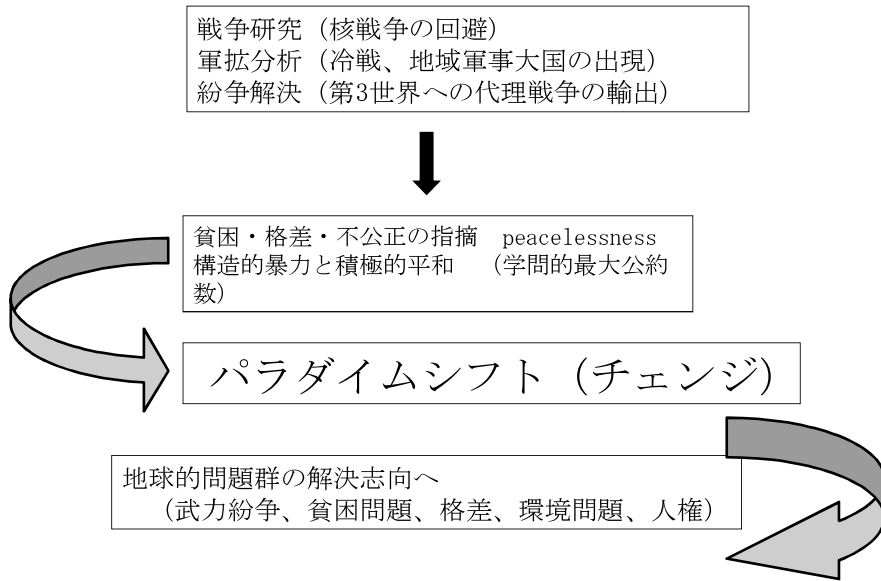 戦争研究（核戦争の回避）
軍拡分析（冷戦、地域軍事大国の出現）
紛争解決（第3世界への代理戦争の輸出）
貧困・格差・不公正の指摘　peacelessness
構造的暴力と積極的平和　（学問的最大公約
数）
パラダイムシフト（チェンジ）
地球的問題群の解決志向へ
（武力紛争、貧困問題、格差、環境問題、人権）